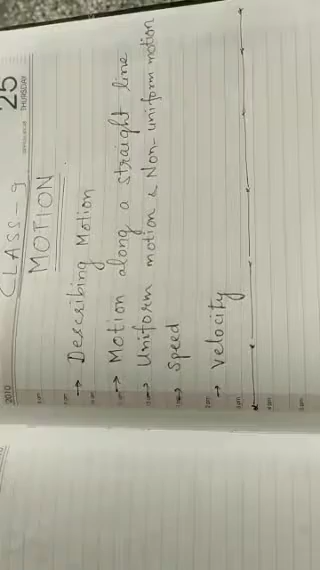 CLASS-9
25
THURSDAY
2010
MOTION
→ Describing Motion
→ Motion along a straight line
→ Uniform motion & Non-uniform motion
→ Speed
→ Velocity